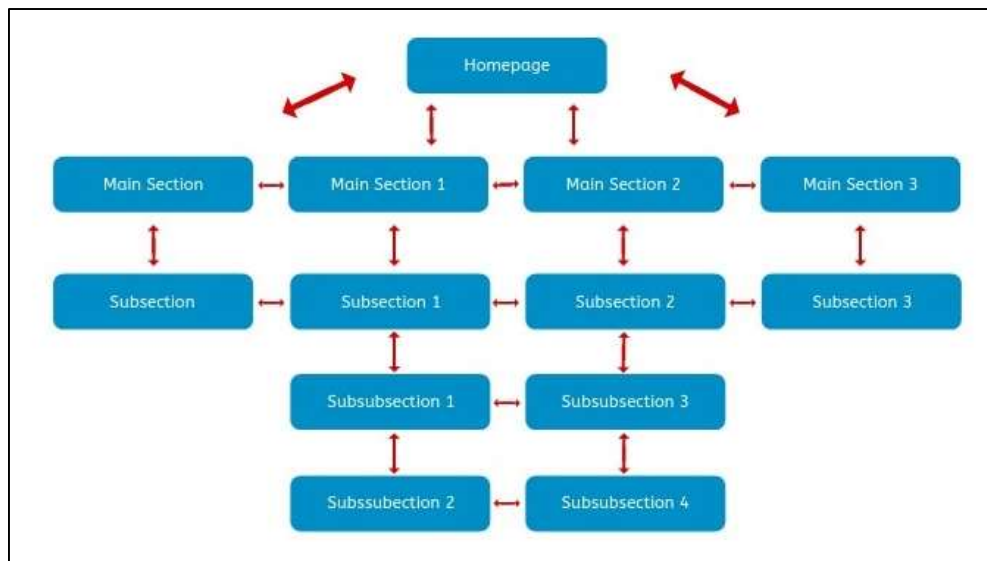 Homepage
Main Section
Main Section 1
Main Section 2
Main Section 3
Subsection
Subsection 1
Subsection 2
Subsection 3
Subsubsection 1
Subsubsection 3
Subssubection 2
Subsubsection 4